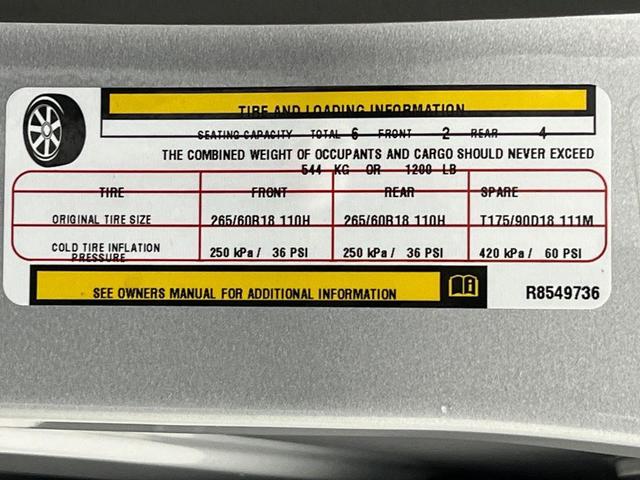 TIRE AND LOADING INFORMATION
SEATING CAPACITY TOTAL 6 FRONT 2 REAR 4
THE COMBINED WEIGHT OF OCCUPANTS AND CARGO SHOULD NEVER EXCEED
544 KG OR 1200 LB
TIRE FRONT REAR SPARE
ORIGINAL TIRE SIZE 265/60R18 110H 265/60R18 110H T175/90D18 111M
COLD TIRE INFLATION PRESSURE 250 kPa / 36 PSI 250 kPa / 36 PSI 420 kPa / 60 PSI
SEE OWNERS MANUAL FOR ADDITIONAL INFORMATION
R8549736